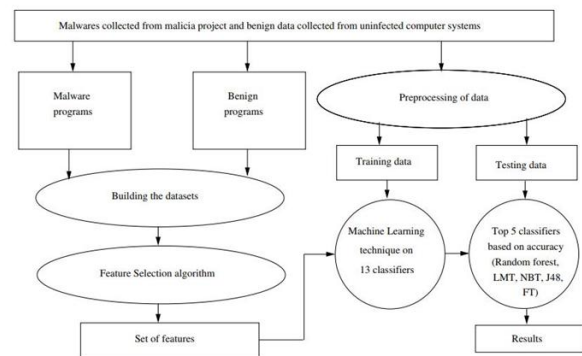 Malwares collected from malicia project and benign data collected from uninfected computer systems
Malware
programs
Benign
programs
Preprocessing of data
Training data
Testing data
Building the datasets
Machine Learning
technique on
13 classifiers
Top 5 classifiers
based on accuracy
(Random forest,
LMT, NBT, J48,
FT)
Feature Selection algorithm
Set of features
Results